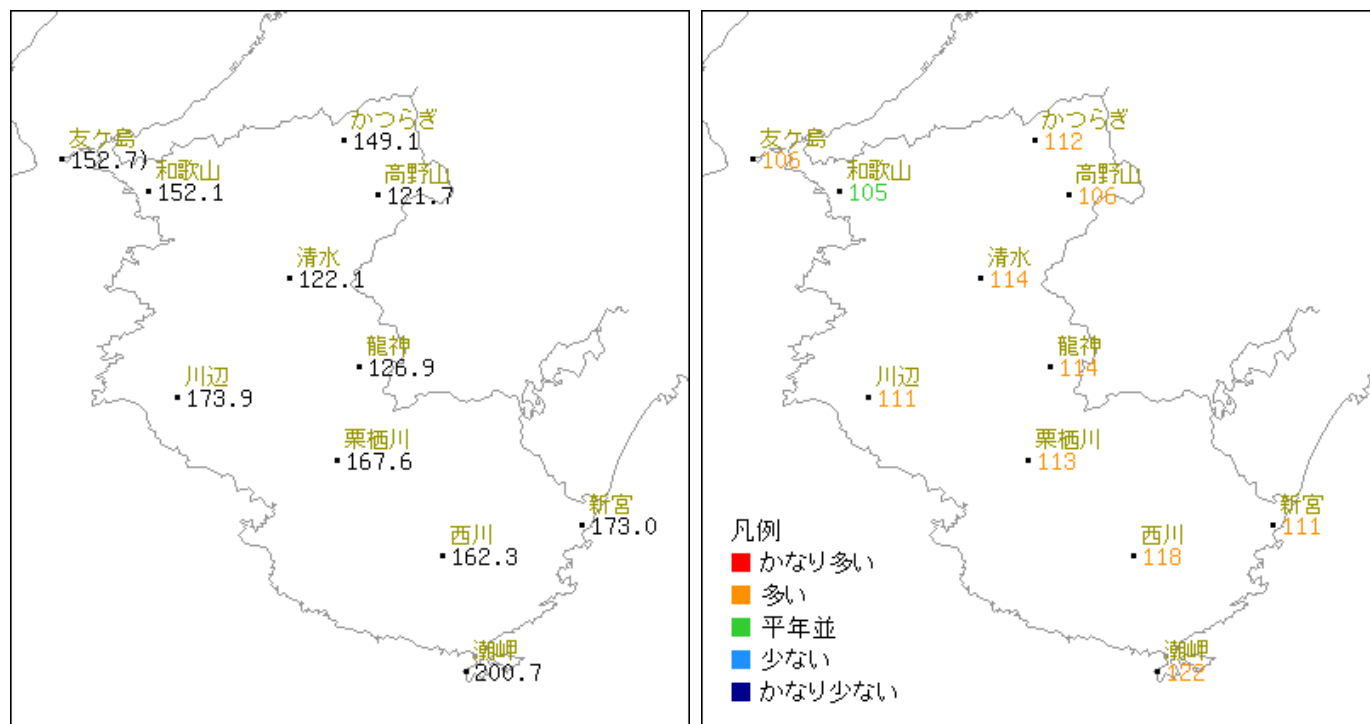 かつらぎ
149.1
友ケ島
152.7)
和歌山
152.1
高野山
121.7
清水
122.1
龍神
126.9
川辺
173.9
栗栖川
167.6
新宮
173.0
西川
162.3
潮岬
200.7
かつらぎ
112
友ケ島
106
和歌山
105
高野山
106
清水
114
龍神
114
川辺
111
栗栖川
113
新宮
111
西川
118
潮岬
122
凡例
かなり多い
多い
平年並
少ない
かなり少ない